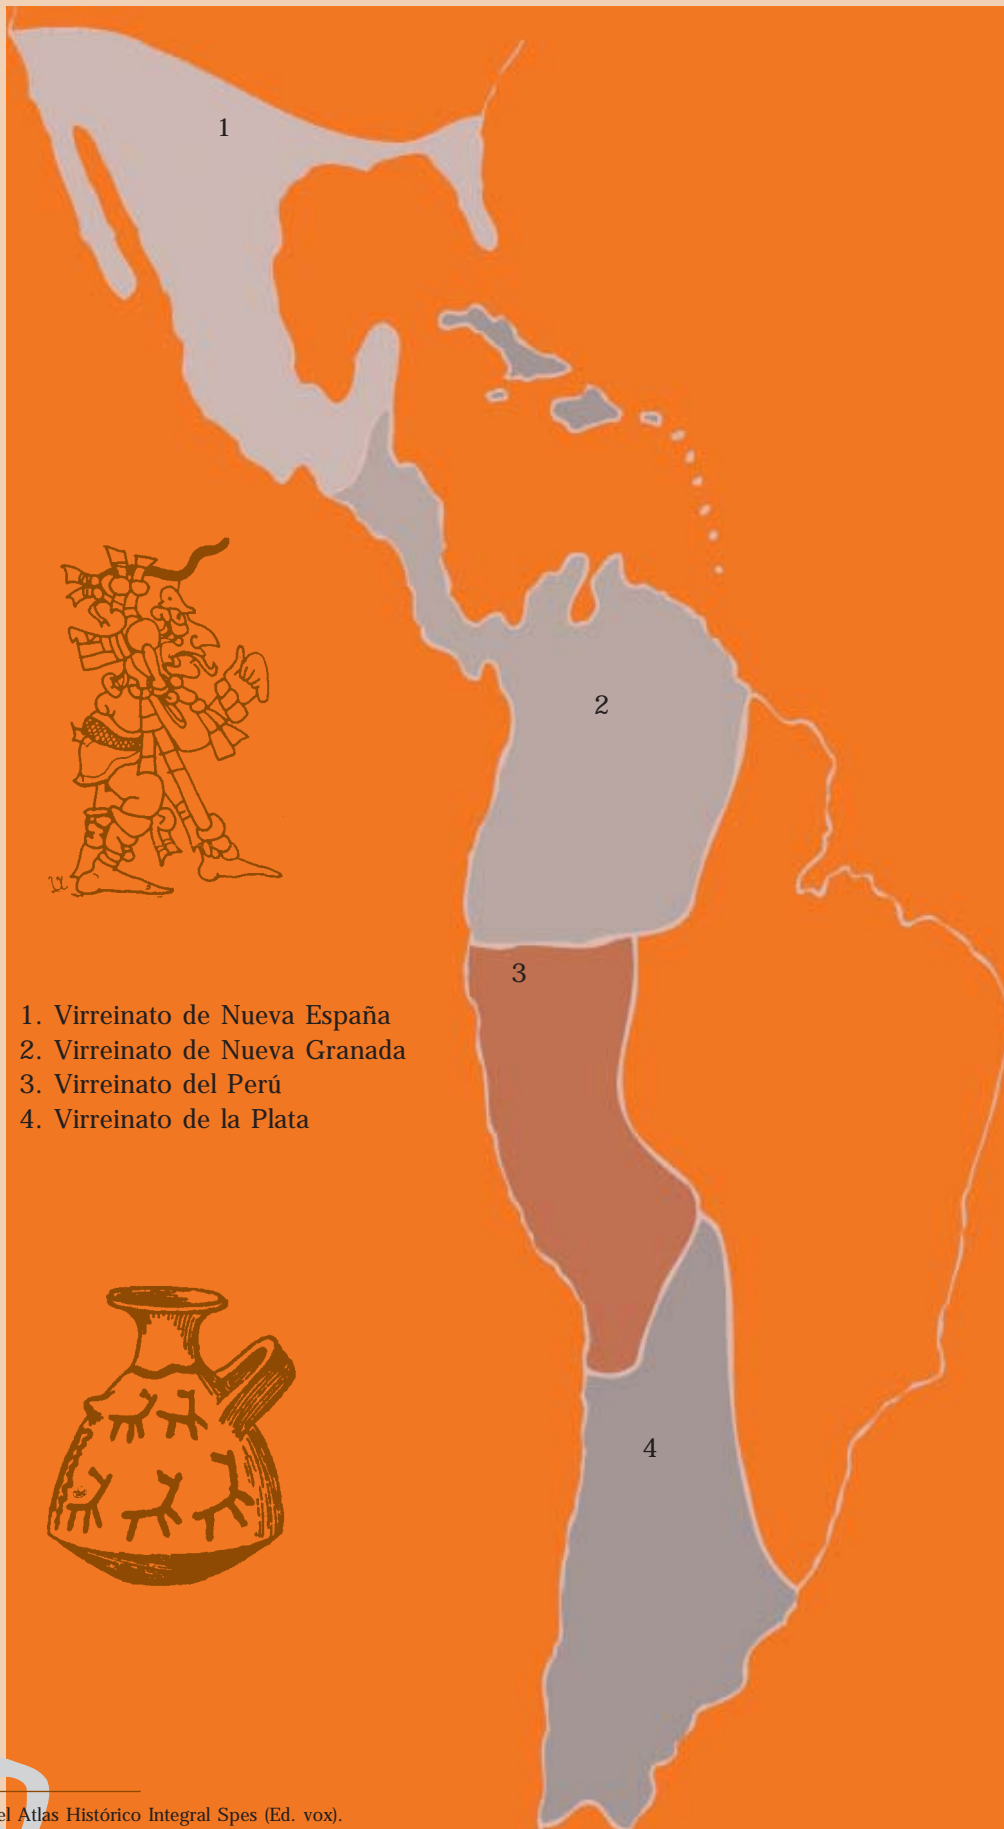 1
2
3
1. Virreinato de Nueva España
2. Virreinato de Nueva Granada
3. Virreinato del Perú
4. Virreinato de la Plata
4
el Atlas Histórico Integral Spes (Ed. vox).